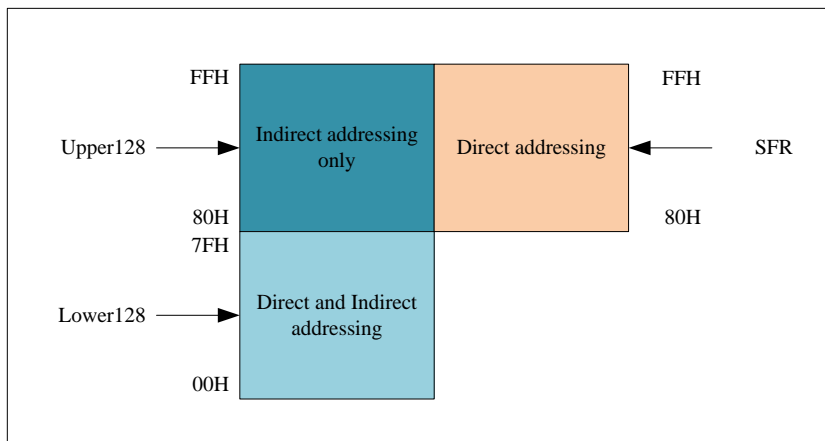 FFH
FFH
Indirect addressing
only
Direct addressing
Upper128
SFR
80H
80H
7FH
Direct and Indirect
addressing
Lower128
00H